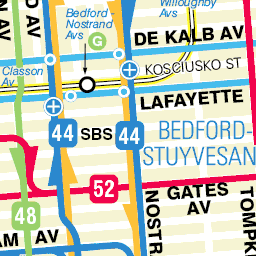 Willoughby
Avs
Bedford -
Nostrand
Avs
G
DE KALB AV
Classon
Av
KOSCIUSKO ST
LAFAYETTE
44 SBS 44
BEDFORD-
STUYVESAN
52
GATES
AV
48
AM AV
NOSTR
TOMPK